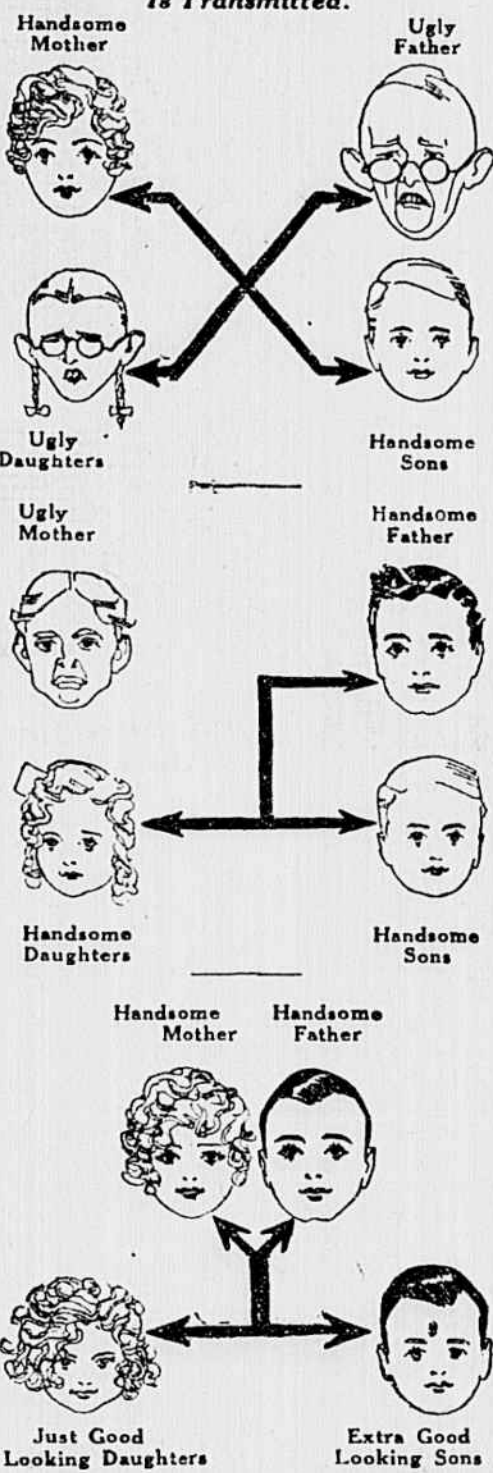 Is Transmitted.
Handsome
Mother
Ugly
Father
Ugly
Daughters
Handsome
Sons
Ugly
Mother
Handsome
Father
Handsome
Daughters
Handsome
Sons
Handsome
Mother
Handsome
Father
Just Good
Looking Daughters
Extra Good
Looking Sons